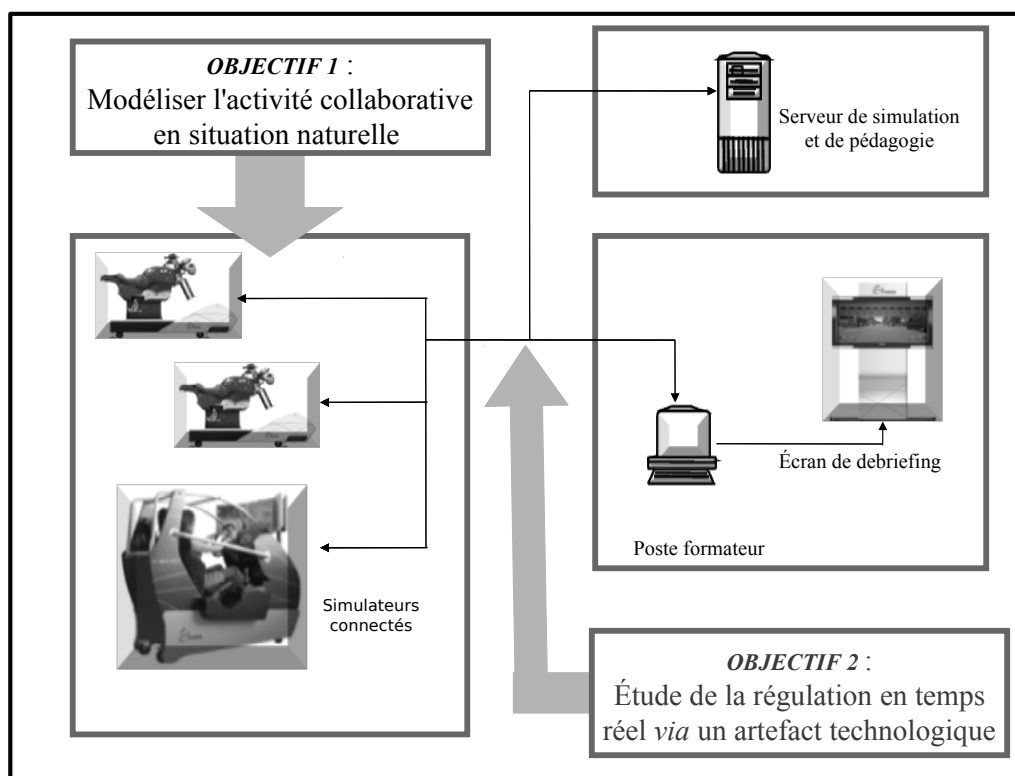 OBJECTIF 1 :
Modéliser l'activité collaborative
en situation naturelle
Serveur de simulation
et de pédagogie
Écran de debriefing
Poste formateur
Simulateurs
connectés
OBJECTIF 2 :
Étude de la régulation en temps
réel via un artefact technologique